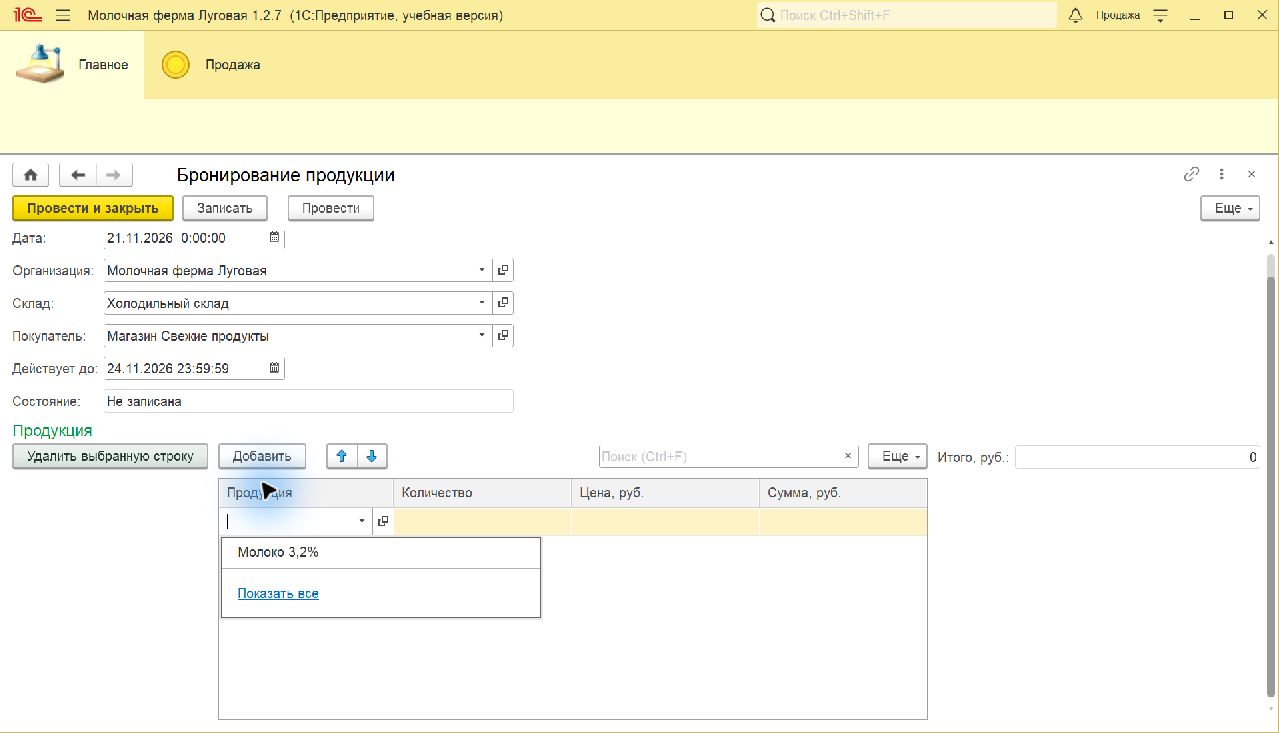 1С Молочная ферма Луговая 1.2.7 (1С:Предприятие, учебная версия) Поиск Ctrl+Shift+F Продажа
Главное Продажа
Бронирование продукции
Провести и закрыть Записать Провести Еще
Дата: 21.11.2026 0:00:00
Организация: Молочная ферма Луговая
Склад: Холодильный склад
Покупатель: Магазин Свежие продукты
Действует до: 24.11.2026 23:59:59
Состояние: Не записана
Продукция
Удалить выбранную строку Добавить Поиск (Ctrl+F) Еще Итого, руб.: 0
Продукция Количество Цена, руб. Сумма, руб.
Молоко 3,2%
Показать все